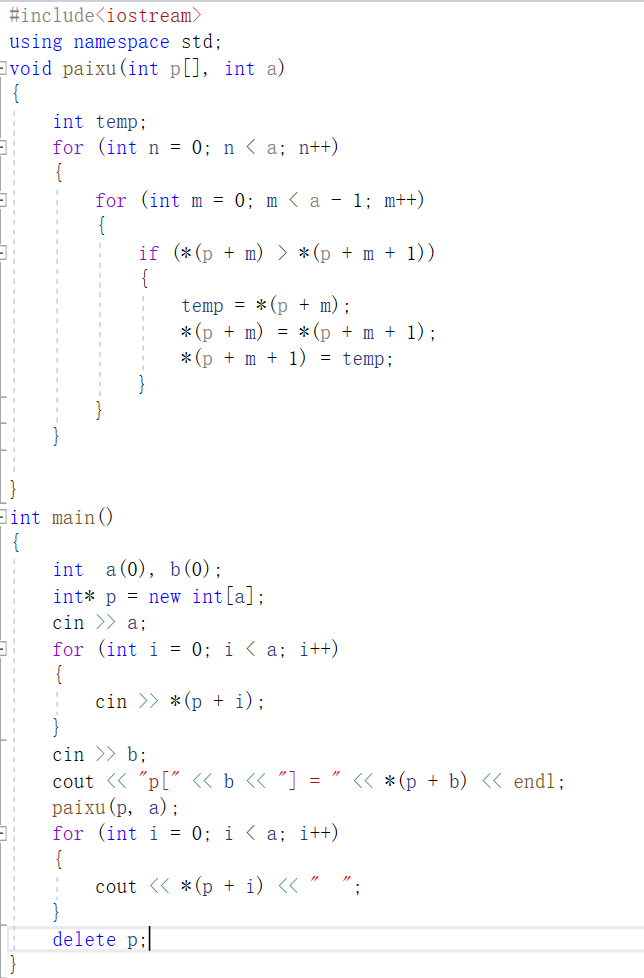 #include<iostream>
using namespace std;
void paixu(int p[], int a)
{
int temp;
for (int n = 0; n < a; n++)
{
for (int m = 0; m < a - 1; m++)
{
if (*(p + m) > *(p + m + 1))
{
temp = *(p + m);
*(p + m) = *(p + m + 1);
*(p + m + 1) = temp;
}
}
}
}
int main()
{
int  a(0), b(0);
int* p = new int[a];
cin >> a;
for (int i = 0; i < a; i++)
{
cin >> *(p + i);
}
cin >> b;
cout << "p[" << b << "] = " << *(p + b) << endl;
paixu(p, a);
for (int i = 0; i < a; i++)
{
cout << *(p + i) << "  ";
}
delete p;
}